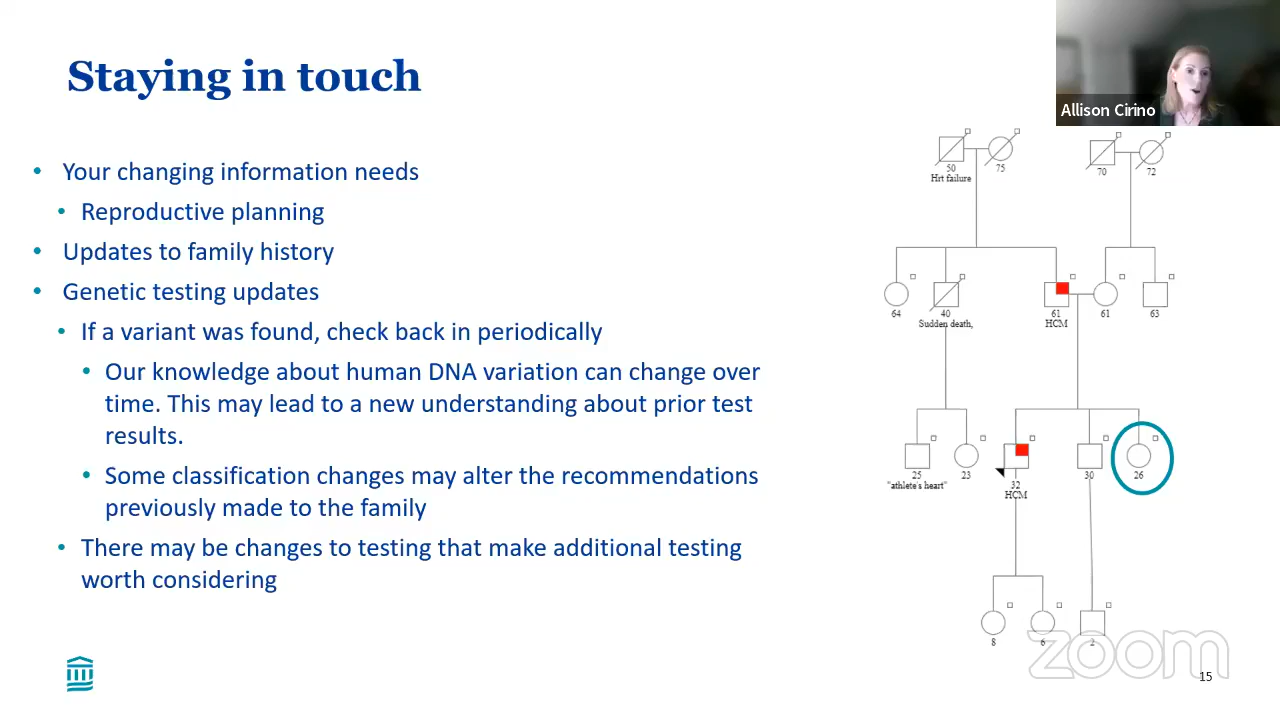 Staying in touch
Allison Cirino
• Your changing information needs
• Reproductive planning
• Updates to family history
• Genetic testing updates
• If a variant was found, check back in periodically
• Our knowledge about human DNA variation can change over
time. This may lead to a new understanding about prior test
results.
• Some classification changes may alter the recommendations
previously made to the family
• There may be changes to testing that make additional testing
worth considering
50
Hrt failure
75
70
72
64
40
Sudden death,
61
HCM
61
63
25
"athlete's heart"
23
32
HCM
30
26
8
6
2
zoom
15